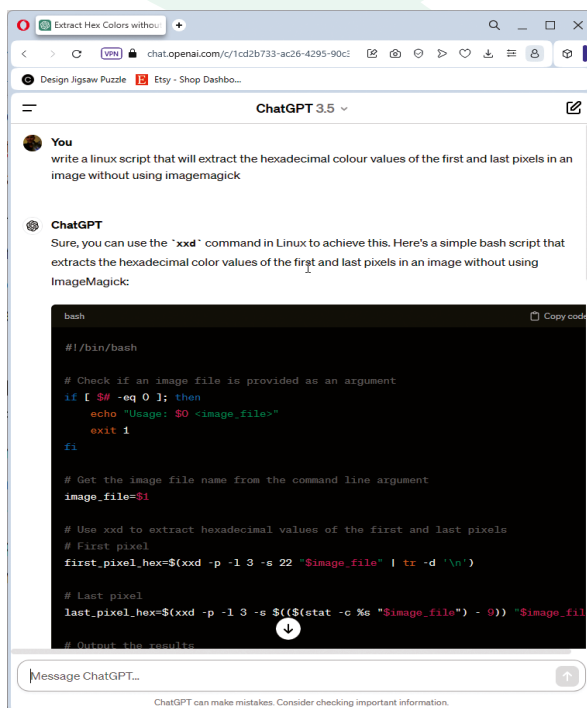 Extract Hex Colors withou
VPN chat.openai.com/c/1cd2b733-ac26-4295-90c3
Design Jigsaw Puzzle Etsy - Shop Dashbo...
ChatGPT 3.5
You
write a linux script that will extract the hexadecimal colour values of the first and last pixels in an
image without using imagemagick
ChatGPT
Sure, you can use the `xxd` command in Linux to achieve this. Here's a simple bash script that
extracts the hexadecimal color values of the first and last pixels in an image without using
ImageMagick:
bash Copy code
#!/bin/bash
# Check if an image file is provided as an argument
if [ $# -eq 0 ]; then
echo "Usage: $0 <image_file>"
exit 1
fi
# Get the image file name from the command line argument
image_file=$1
# Use xxd to extract hexadecimal values of the first and last pixels
# First pixel
first_pixel_hex=$(xxd -p -l 3 -s 22 "$image_file" | tr -d '\n')
# Last pixel
last_pixel_hex=$(xxd -p -l 3 -s $(($(stat -c %s "$image_file") - 9)) "$image_fil
# Output the results
Message ChatGPT...
ChatGPT can make mistakes. Consider checking important information.